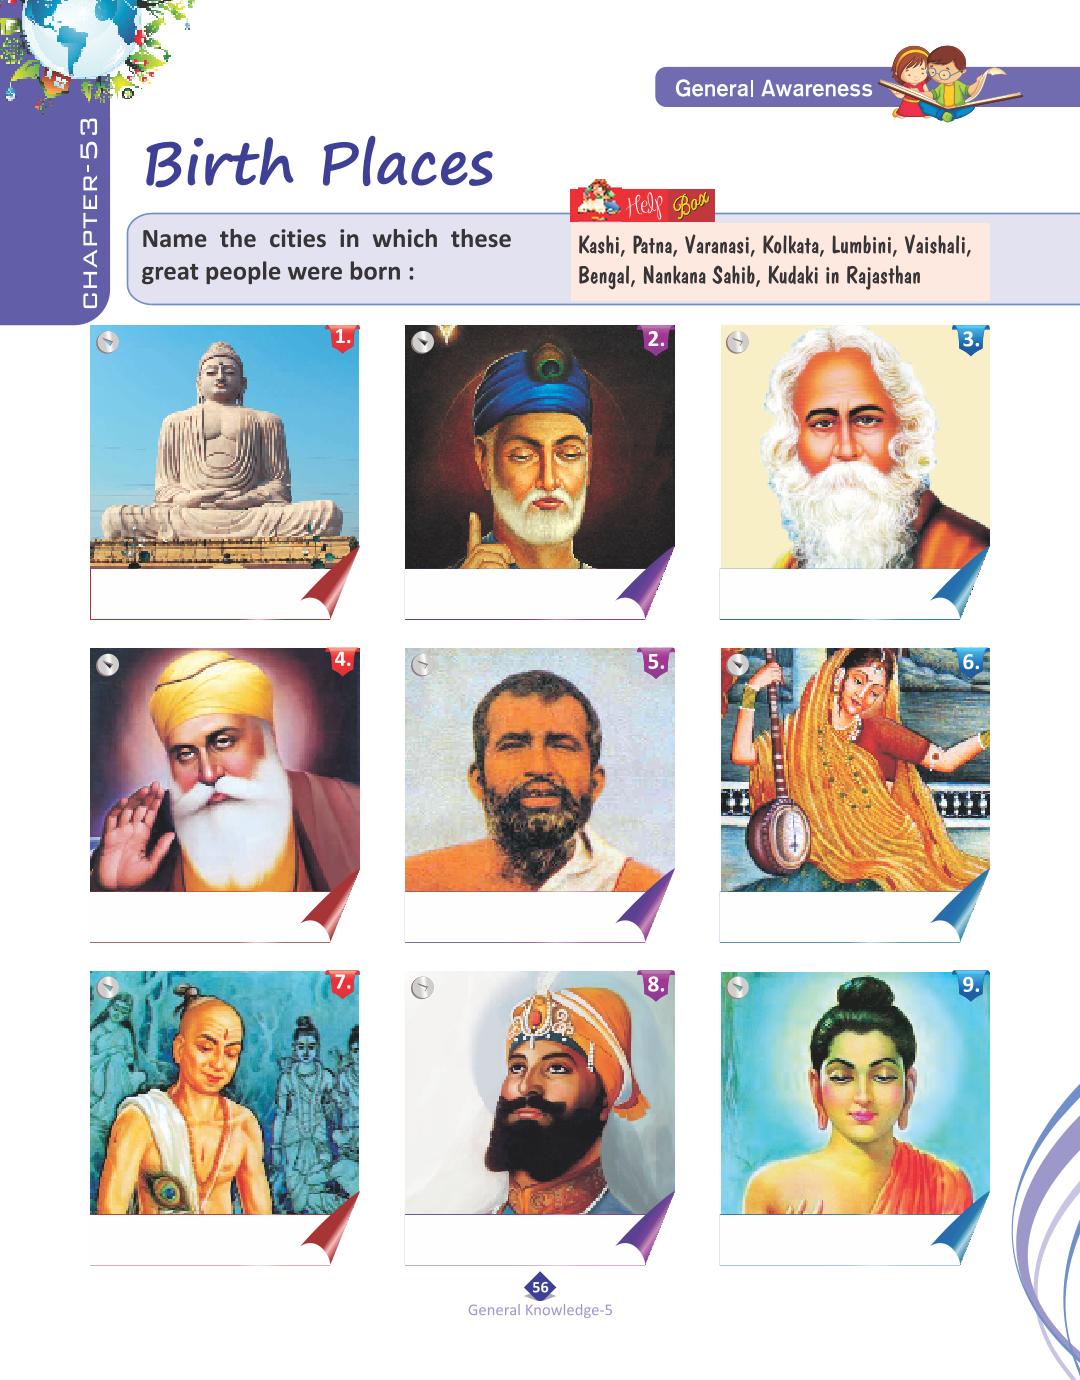 General Awareness
CHAPTER-53
Birth Places
Help Box
Name the cities in which these
great people were born :
Kashi, Patna, Varanasi, Kolkata, Lumbini, Vaishali,
Bengal, Nankana Sahib, Kudaki in Rajasthan
1.
2.
3.
4.
5.
6.
7.
8.
9.
56
General Knowledge-5